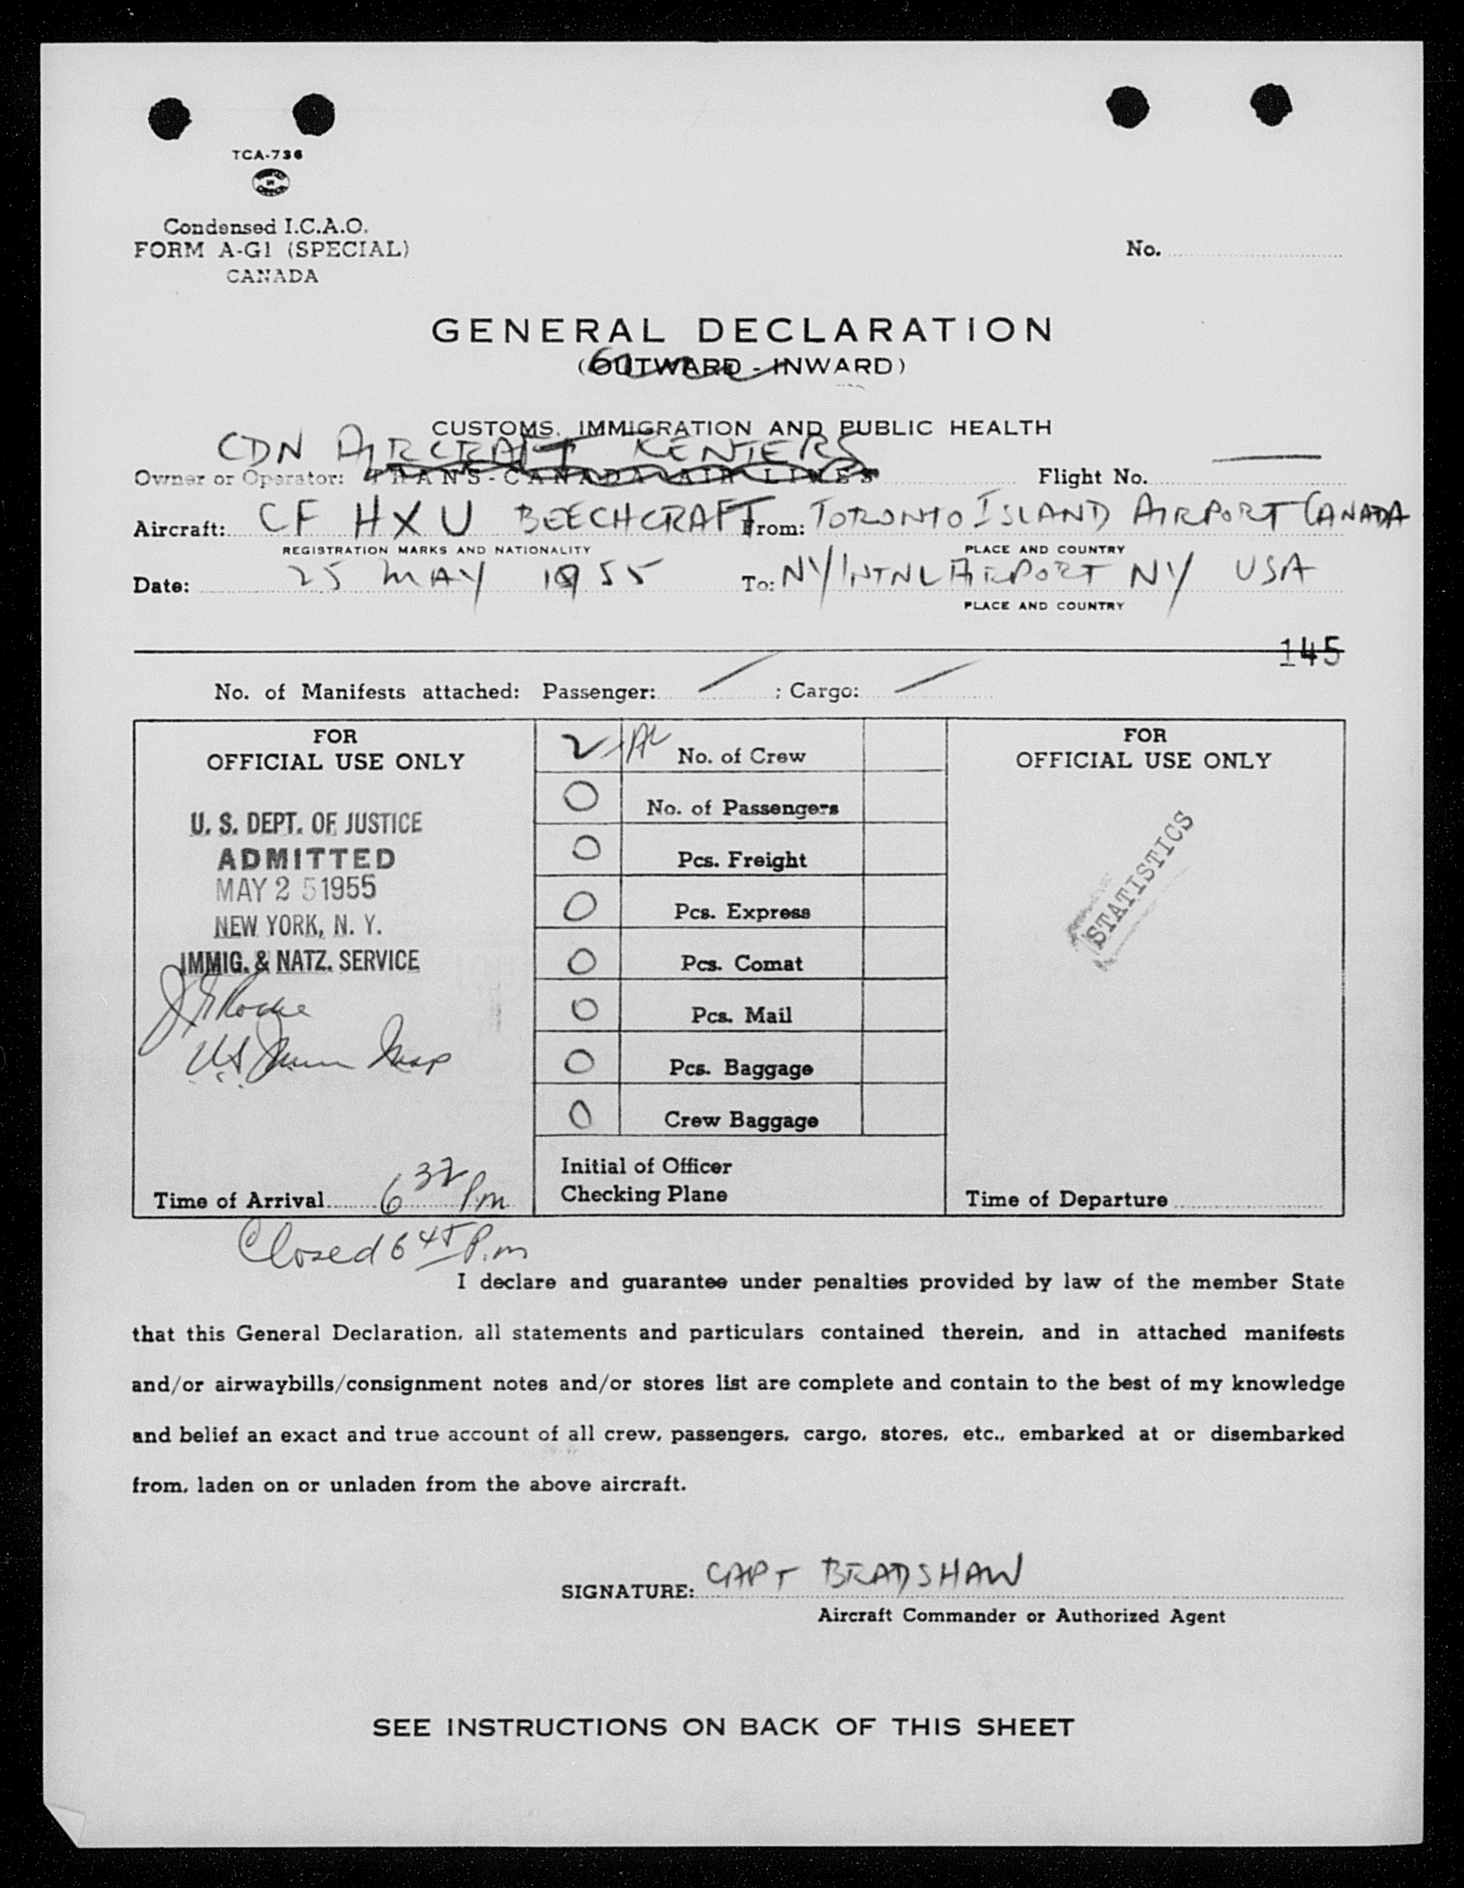 TCA-736
Condensed I.C.A.O.
FORM A-G1 (SPECIAL)
CANADA
No.
GENERAL DECLARATION
(OUTWARD - INWARD)
CUSTOMS, IMMIGRATION AND PUBLIC HEALTH
CDN AIRCRAFT RENTERS
Owner or Operator: TRANS-CANADA AIR LINES Flight No.
Aircraft: CF HXU BEECHCRAFT From: TORONTO ISLAND AIRPORT CANADA
REGISTRATION MARKS AND NATIONALITY PLACE AND COUNTRY
Date: 25 MAY 1955 To: NY INTNL AIRPORT NY USA
PLACE AND COUNTRY
145
No. of Manifests attached: Passenger: ; Cargo:
FOR
OFFICIAL USE ONLY
U. S. DEPT. OF JUSTICE
ADMITTED
MAY 25 1955
NEW YORK, N. Y.
IMMIG. & NATZ. SERVICE
Time of Arrival 6 32 P.m
Closed 6 45 P.m
2 No. of Crew
0 No. of Passengers
0 Pcs. Freight
0 Pcs. Express
0 Pcs. Comat
0 Pcs. Mail
0 Pcs. Baggage
0 Crew Baggage
Initial of Officer
Checking Plane
FOR
OFFICIAL USE ONLY
STATISTICS
Time of Departure
I declare and guarantee under penalties provided by law of the member State
that this General Declaration, all statements and particulars contained therein, and in attached manifests
and/or airwaybills/consignment notes and/or stores list are complete and contain to the best of my knowledge
and belief an exact and true account of all crew, passengers, cargo, stores, etc., embarked at or disembarked
from, laden on or unladen from the above aircraft.
SIGNATURE: CAPT BRADSHAW
Aircraft Commander or Authorized Agent
SEE INSTRUCTIONS ON BACK OF THIS SHEET